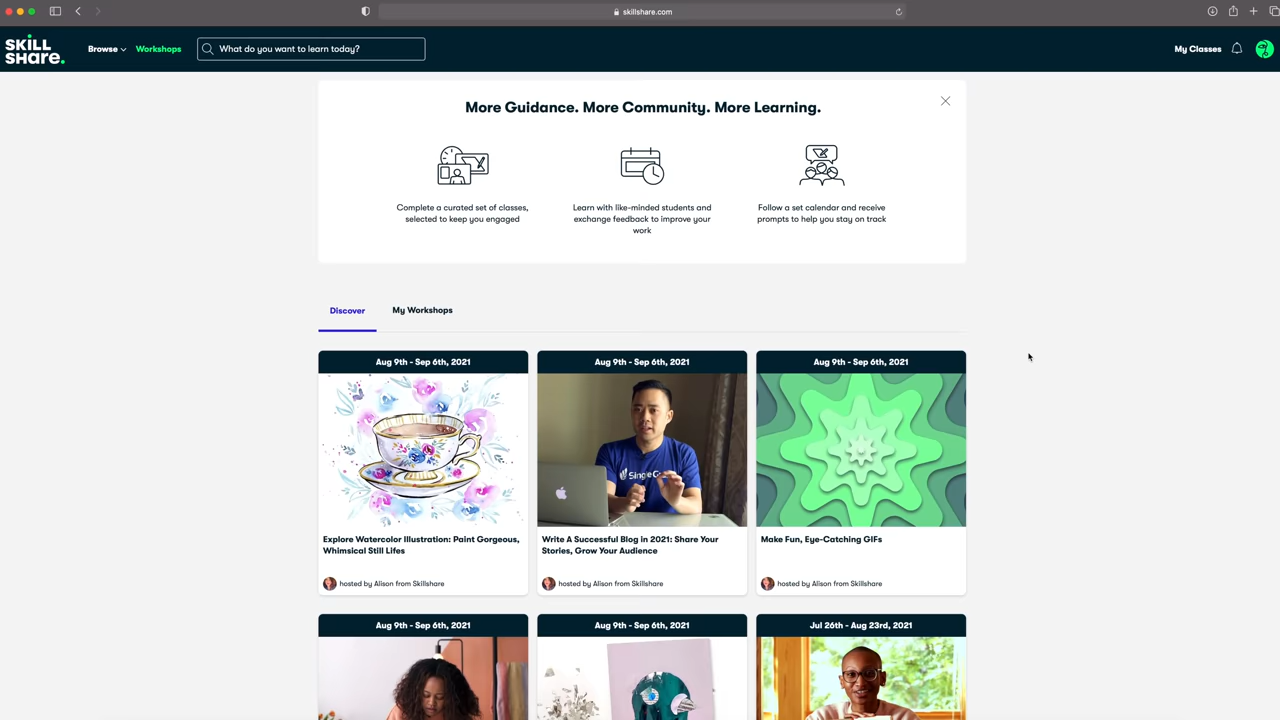 skillshare.com
SKILL
SHARE.
Browse
Workshops
What do you want to learn today?
My Classes
More Guidance. More Community. More Learning.
Complete a curated set of classes,
selected to keep you engaged
Learn with like-minded students and
exchange feedback to improve your
work
Follow a set calendar and receive
prompts to help you stay on track
Discover
My Workshops
Aug 9th - Sep 6th, 2021
Explore Watercolor Illustration: Paint Gorgeous,
Whimsical Still Lifes
hosted by Alison from Skillshare
Aug 9th - Sep 6th, 2021
Write A Successful Blog in 2021: Share Your
Stories, Grow Your Audience
hosted by Alison from Skillshare
Aug 9th - Sep 6th, 2021
Make Fun, Eye-Catching GIFs
hosted by Alison from Skillshare
Aug 9th - Sep 6th, 2021
Aug 9th - Sep 6th, 2021
Jul 26th - Aug 23rd, 2021